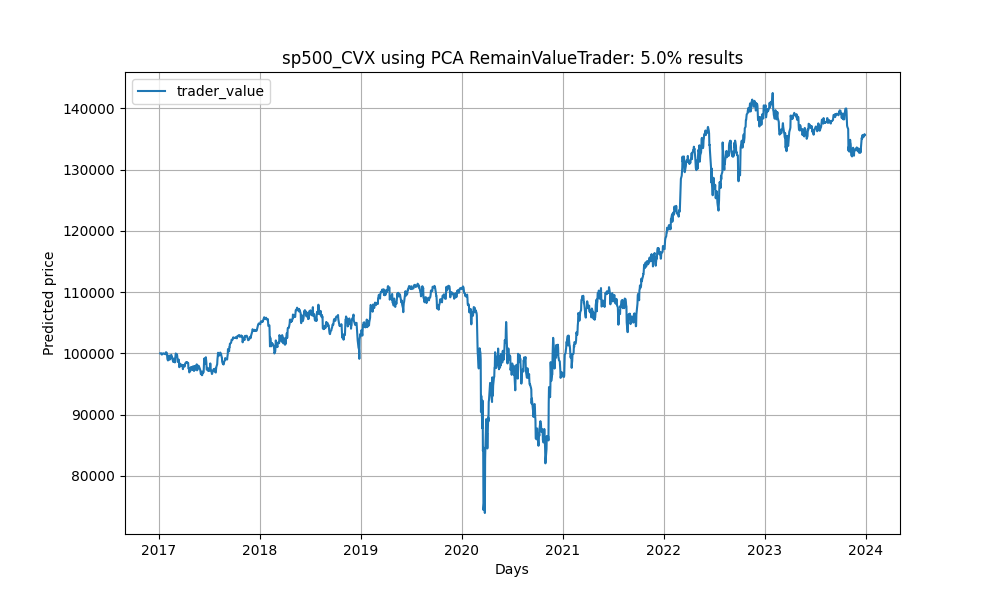 sp500_CVX using PCA RemainValueTrader: 5.0% results
trader_value
140000
130000
120000
110000
100000
90000
80000
Predicted price
2017 2018 2019 2020 2021 2022 2023 2024
Days